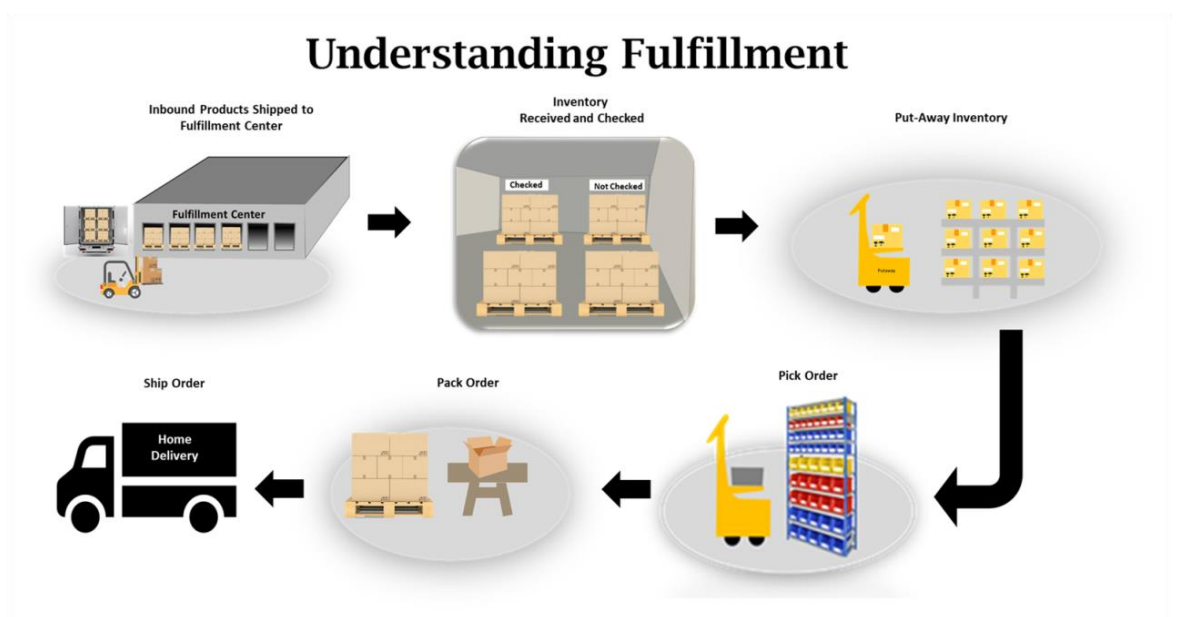 Understanding Fulfillment
Inbound Products Shipped to
Fulfillment Center
Inventory
Received and Checked
Put-Away Inventory
Fulfillment Center
Checked
Not Checked
Putaway
Ship Order
Pack Order
Pick Order
Home
Delivery